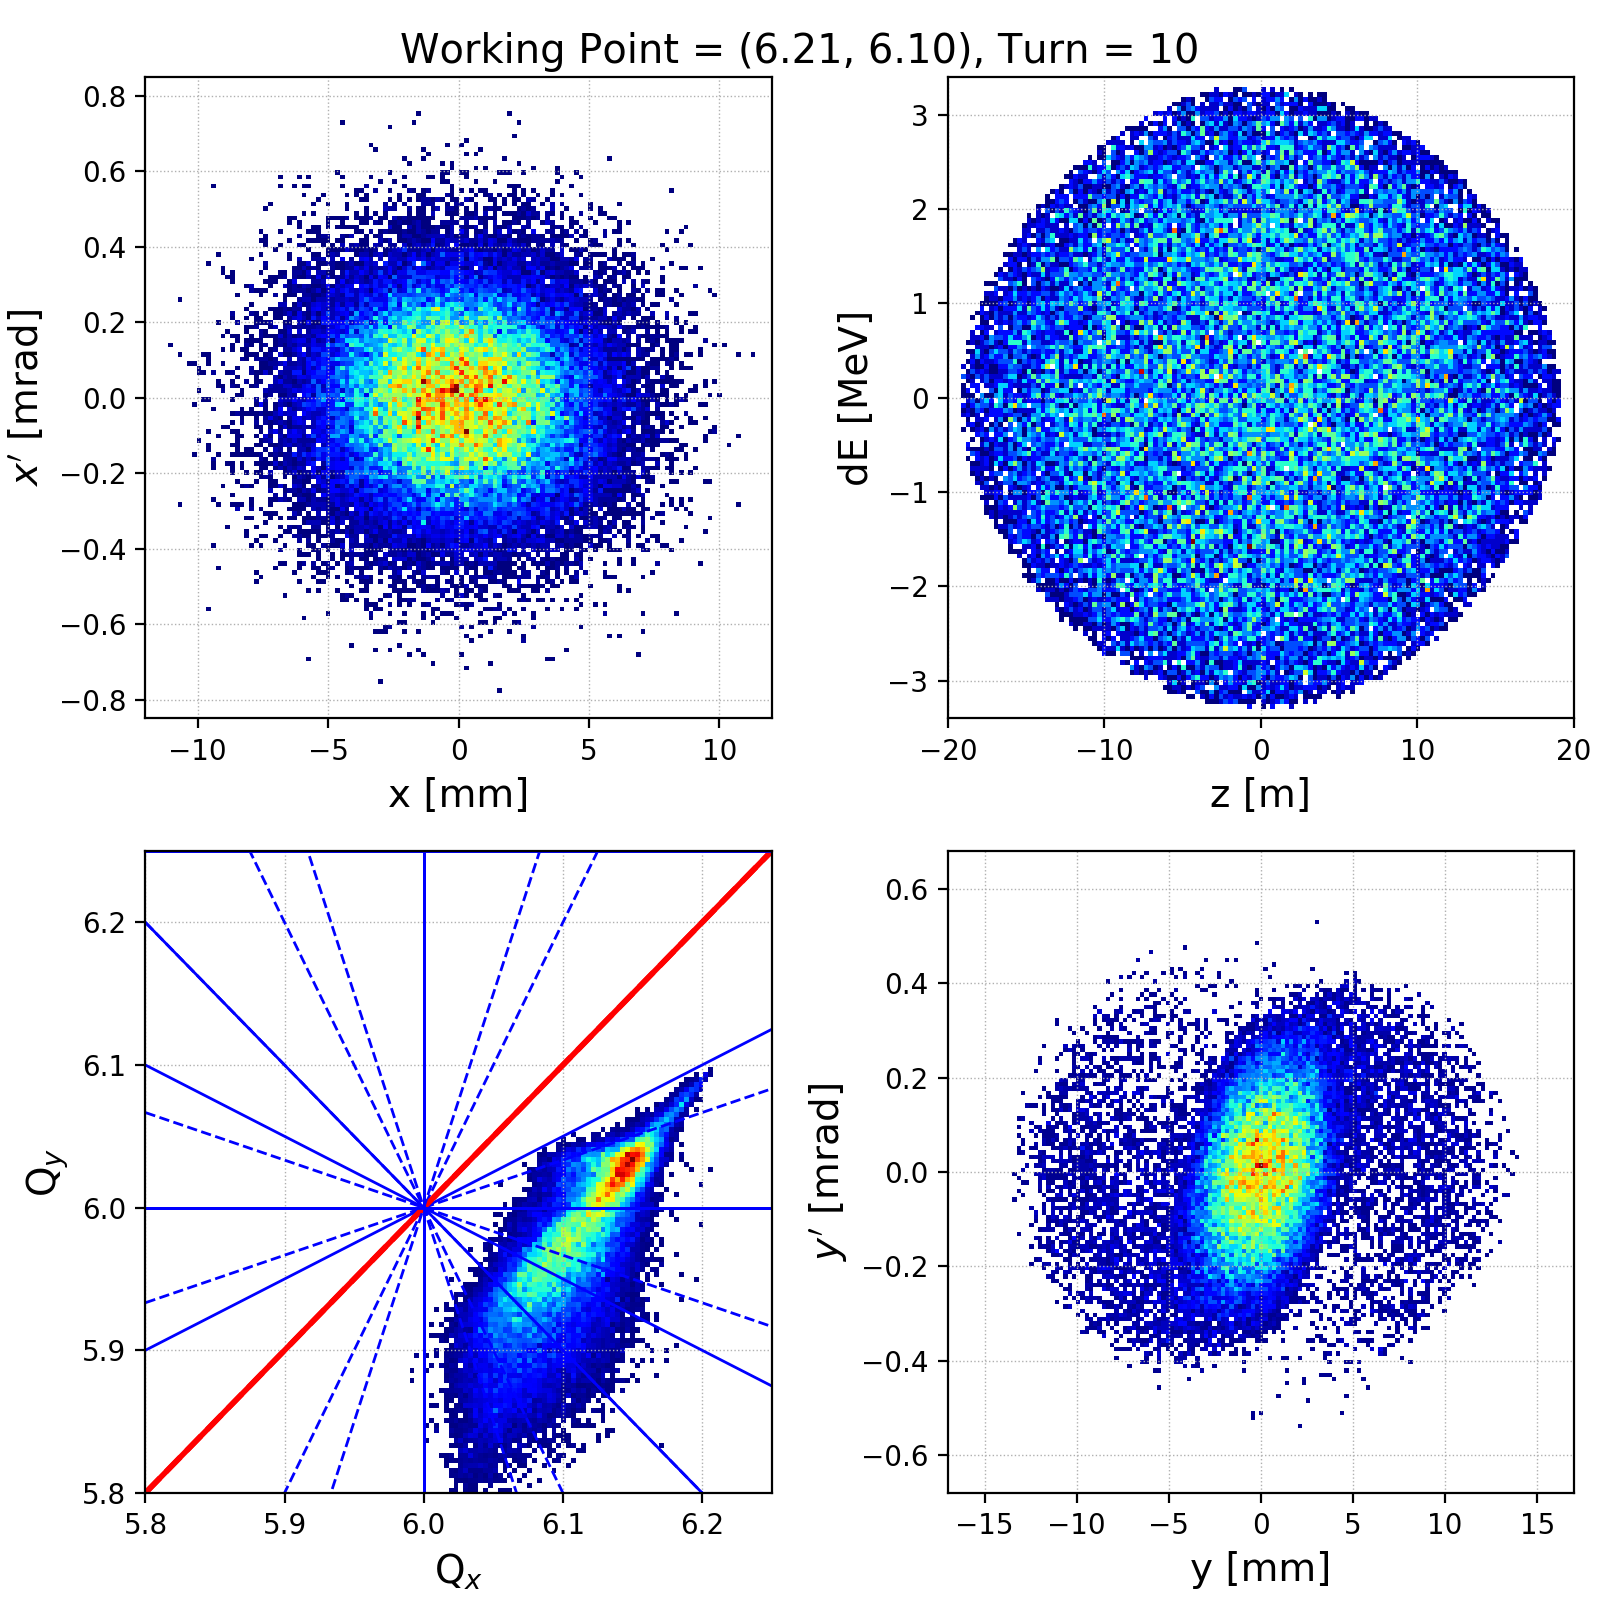 Working Point = (6.21, 6.10), Turn = 10
0.8
0.6
0.4
0.2
0.0
−0.2
−0.4
−0.6
−0.8
x′ [mrad]
−10 −5 0 5 10
x [mm]
3
2
1
0
−1
−2
−3
dE [MeV]
−20 −10 0 10 20
z [m]
6.2
6.1
6.0
5.9
5.8
Qy
5.8 5.9 6.0 6.1 6.2
Qx
0.6
0.4
0.2
0.0
−0.2
−0.4
−0.6
y′ [mrad]
−15 −10 −5 0 5 10 15
y [mm]